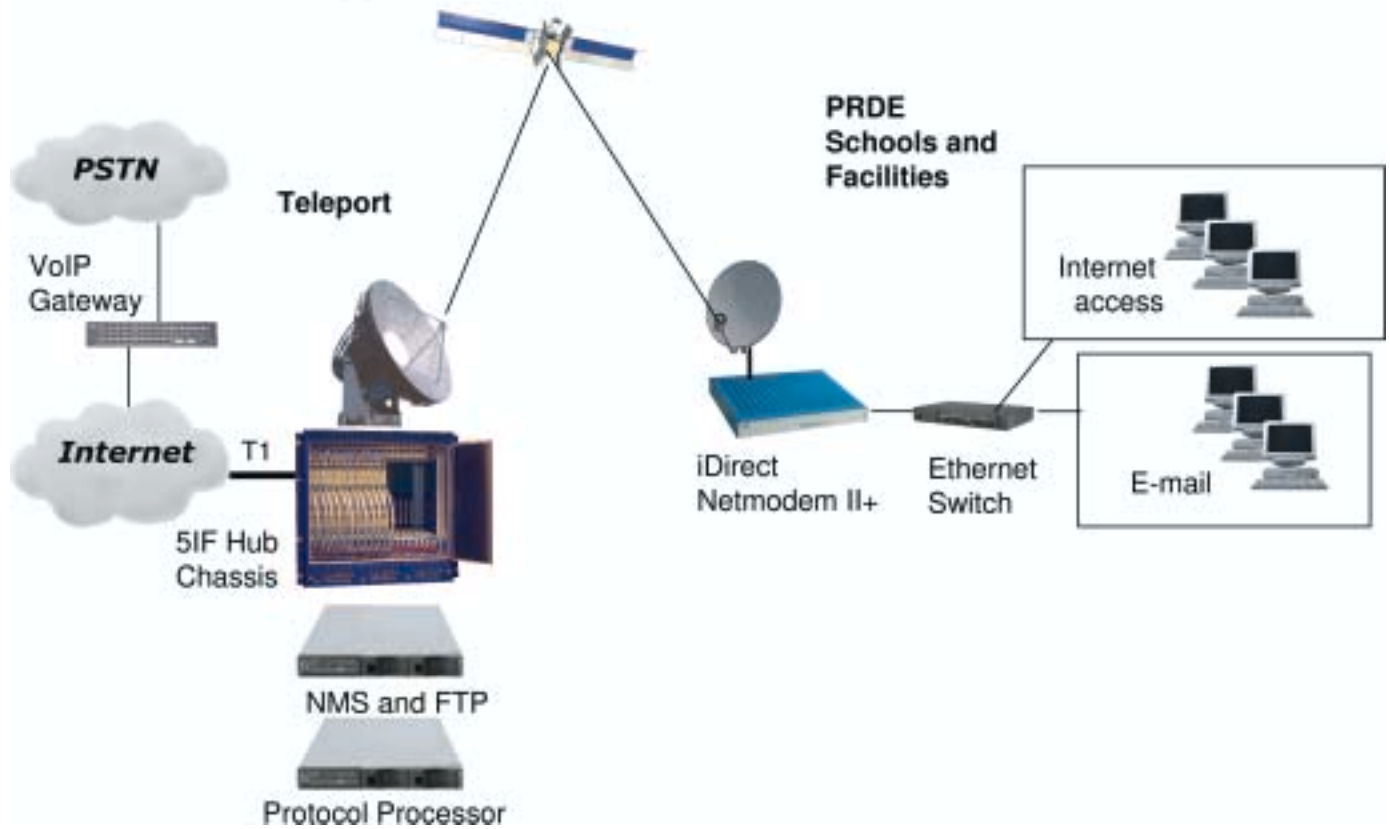 PSTN
Teleport
PRDE
Schools and
Facilities
VoIP
Gateway
Internet
access
Internet
T1
iDirect
Netmodem II+
Ethernet
Switch
E-mail
5IF Hub
Chassis
NMS and FTP
Protocol Processor